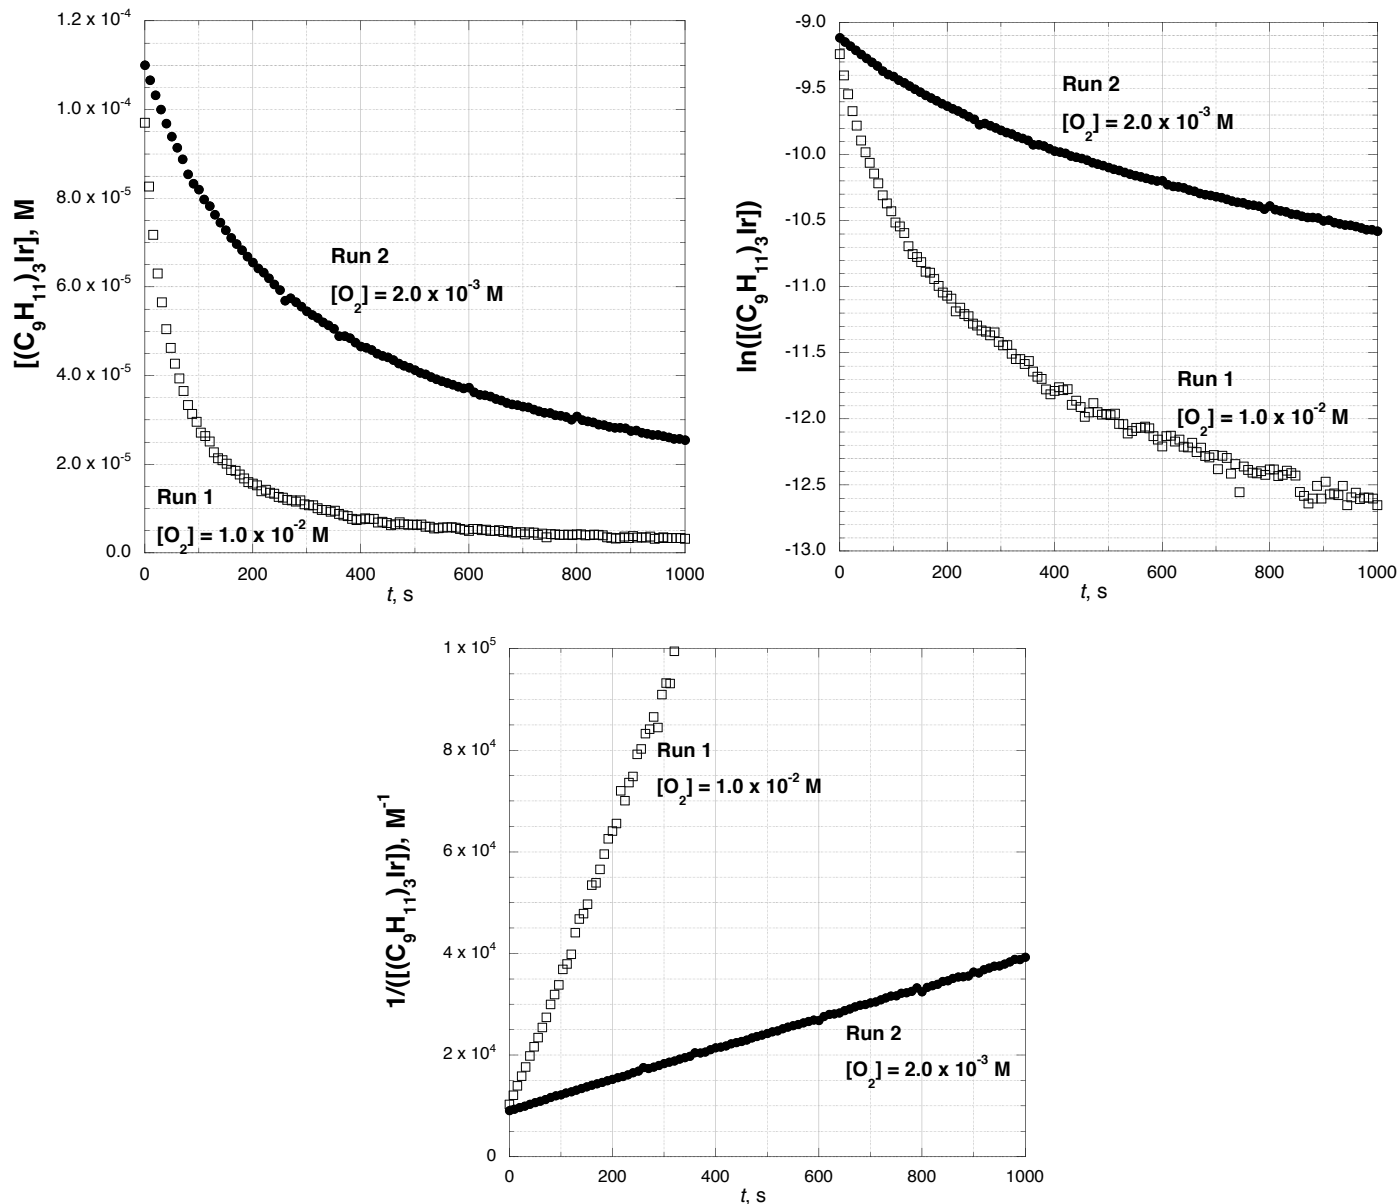 [(C₉H₁₁)₃Ir], M
1.2 x 10⁻⁴
1.0 x 10⁻⁴
8.0 x 10⁻⁵
6.0 x 10⁻⁵
4.0 x 10⁻⁵
2.0 x 10⁻⁵
0.0
Run 2
[O₂] = 2.0 x 10⁻³ M
Run 1
[O₂] = 1.0 x 10⁻² M
0 200 400 600 800 1000
t, s
ln([(C₉H₁₁)₃Ir])
-9.0
-9.5
-10.0
-10.5
-11.0
-11.5
-12.0
-12.5
-13.0
Run 2
[O₂] = 2.0 x 10⁻³ M
Run 1
[O₂] = 1.0 x 10⁻² M
0 200 400 600 800 1000
t, s
1/([(C₉H₁₁)₃Ir]), M⁻¹
1 x 10⁵
8 x 10⁴
6 x 10⁴
4 x 10⁴
2 x 10⁴
0
Run 1
[O₂] = 1.0 x 10⁻² M
Run 2
[O₂] = 2.0 x 10⁻³ M
0 200 400 600 800 1000
t, s